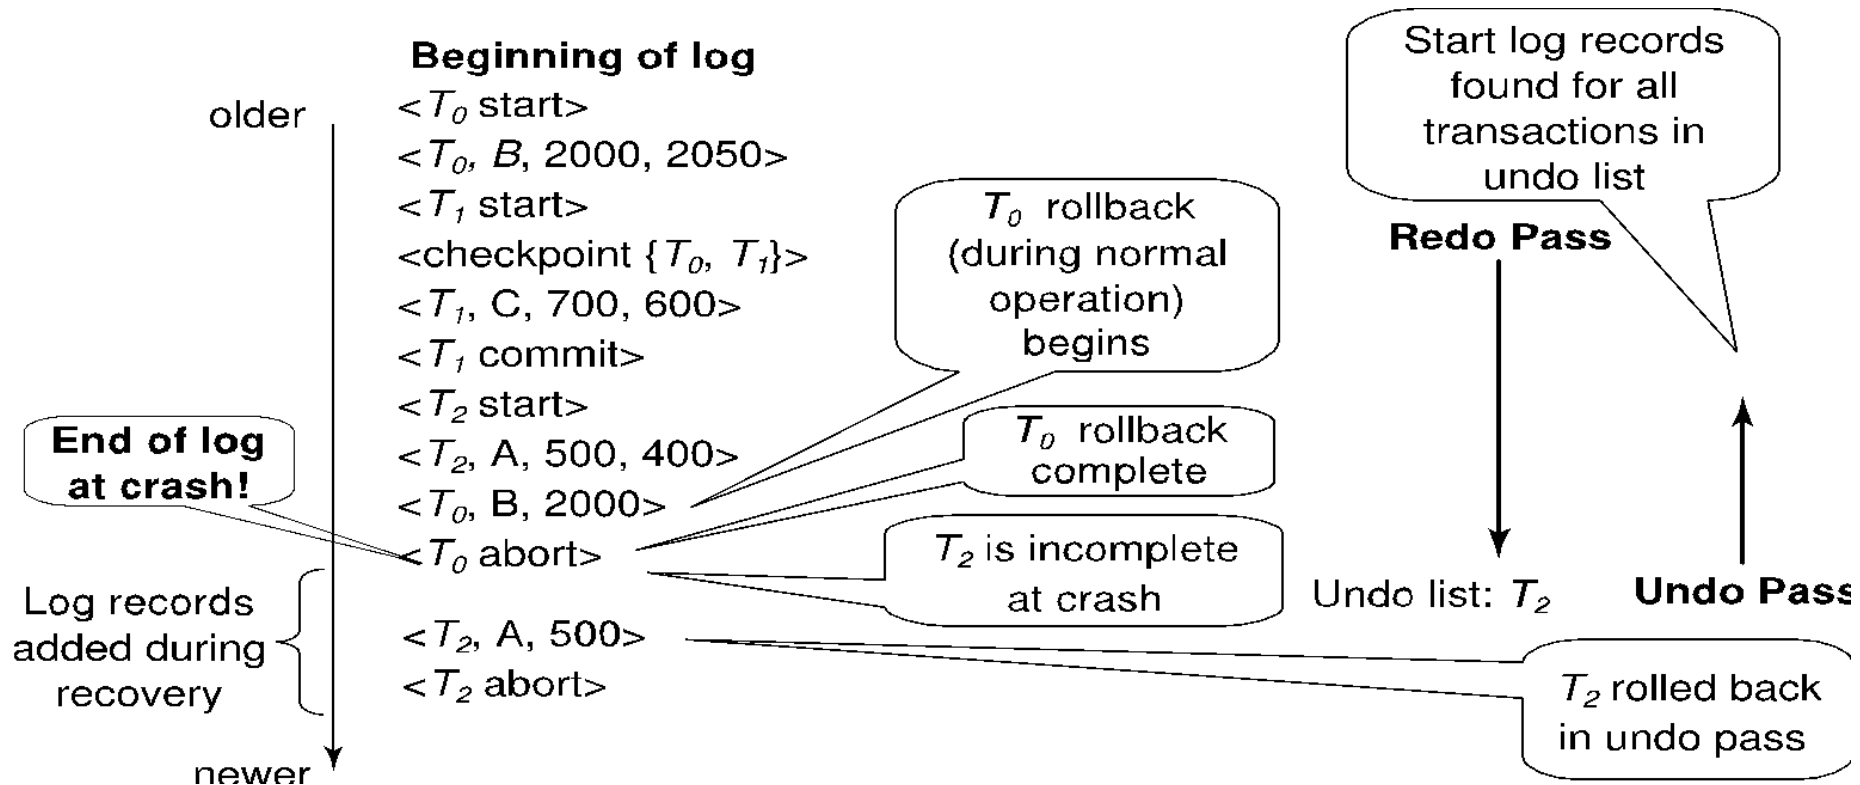 Beginning of log
older
<T0 start>
<T0, B, 2000, 2050>
<T1 start>
<checkpoint {T0, T1}>
<T1, C, 700, 600>
<T1 commit>
<T2 start>
<T2, A, 500, 400>
<T0, B, 2000>
<T0 abort>
<T2, A, 500>
<T2 abort>
newer
End of log
at crash!
Log records
added during
recovery
T0 rollback
(during normal
operation)
begins
T0 rollback
complete
T2 is incomplete
at crash
Start log records
found for all
transactions in
undo list
Redo Pass
Undo list: T2
Undo Pass
T2 rolled back
in undo pass